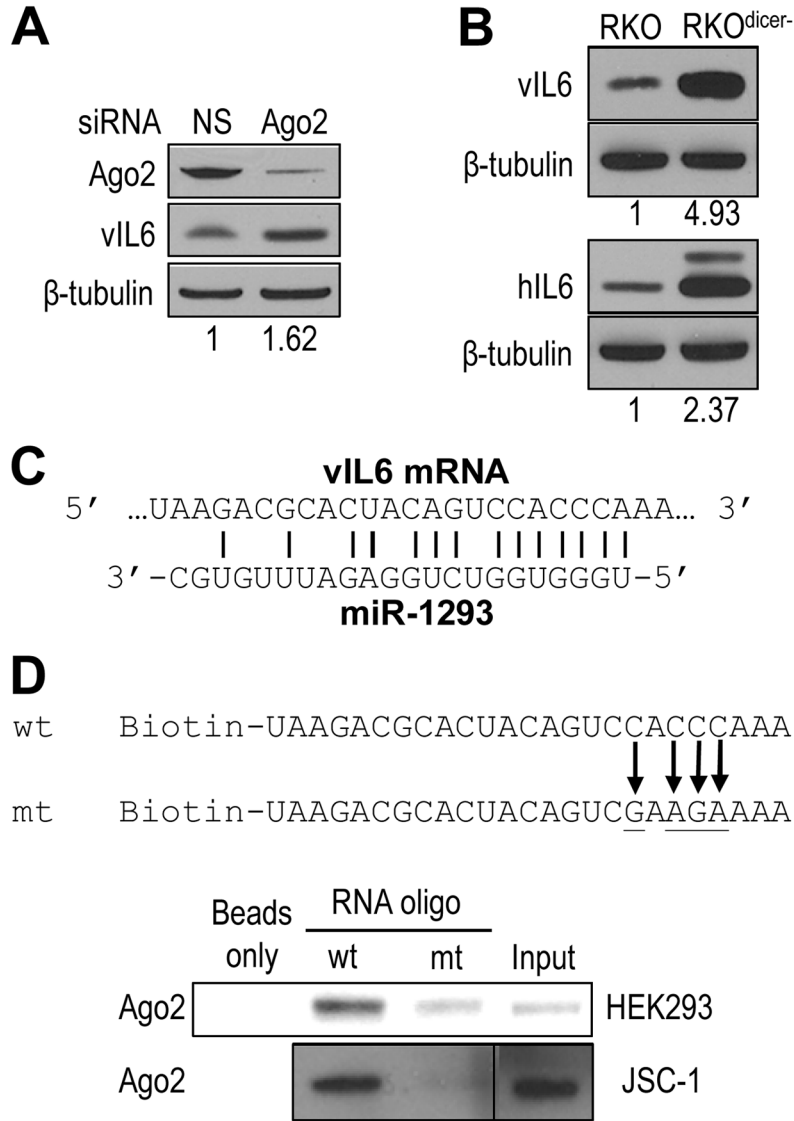 A
siRNA NS Ago2
Ago2
vIL6
β-tubulin
1 1.62
B
RKO RKOdicer-
vIL6
β-tubulin
1 4.93
hIL6
β-tubulin
1 2.37
C
vIL6 mRNA
5′ …UAAGACGCACUACAGUCCACCCAAA… 3′
3′-CGUGUUUAGAGGUCUGGUGGGU-5′
miR-1293
D
wt Biotin-UAAGACGCACUACAGUCCACCCAAA
mt Biotin-UAAGACGCACUACAGUCGAAGAAAA
Beads only
RNA oligo
wt mt Input
Ago2 HEK293
Ago2 JSC-1